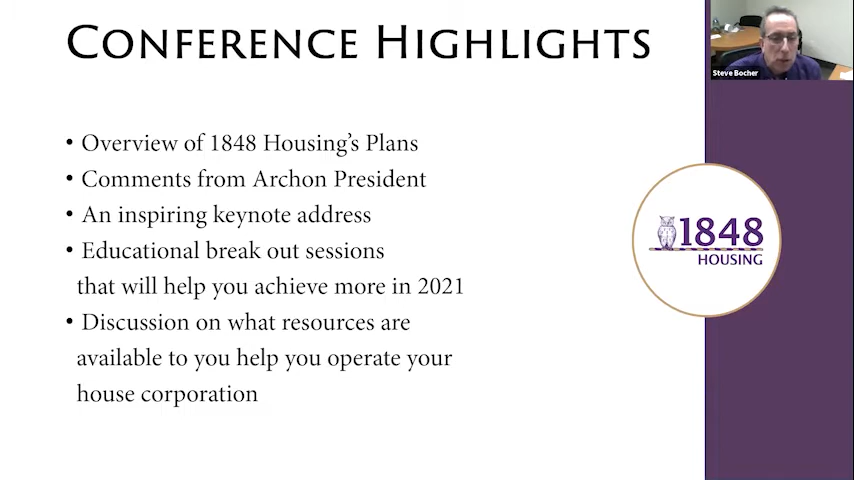 CONFERENCE HIGHLIGHTS
Steve Bocher
• Overview of 1848 Housing's Plans
• Comments from Archon President
• An inspiring keynote address
• Educational break out sessions
that will help you achieve more in 2021
• Discussion on what resources are
available to you help you operate your
house corporation
1848
HOUSING